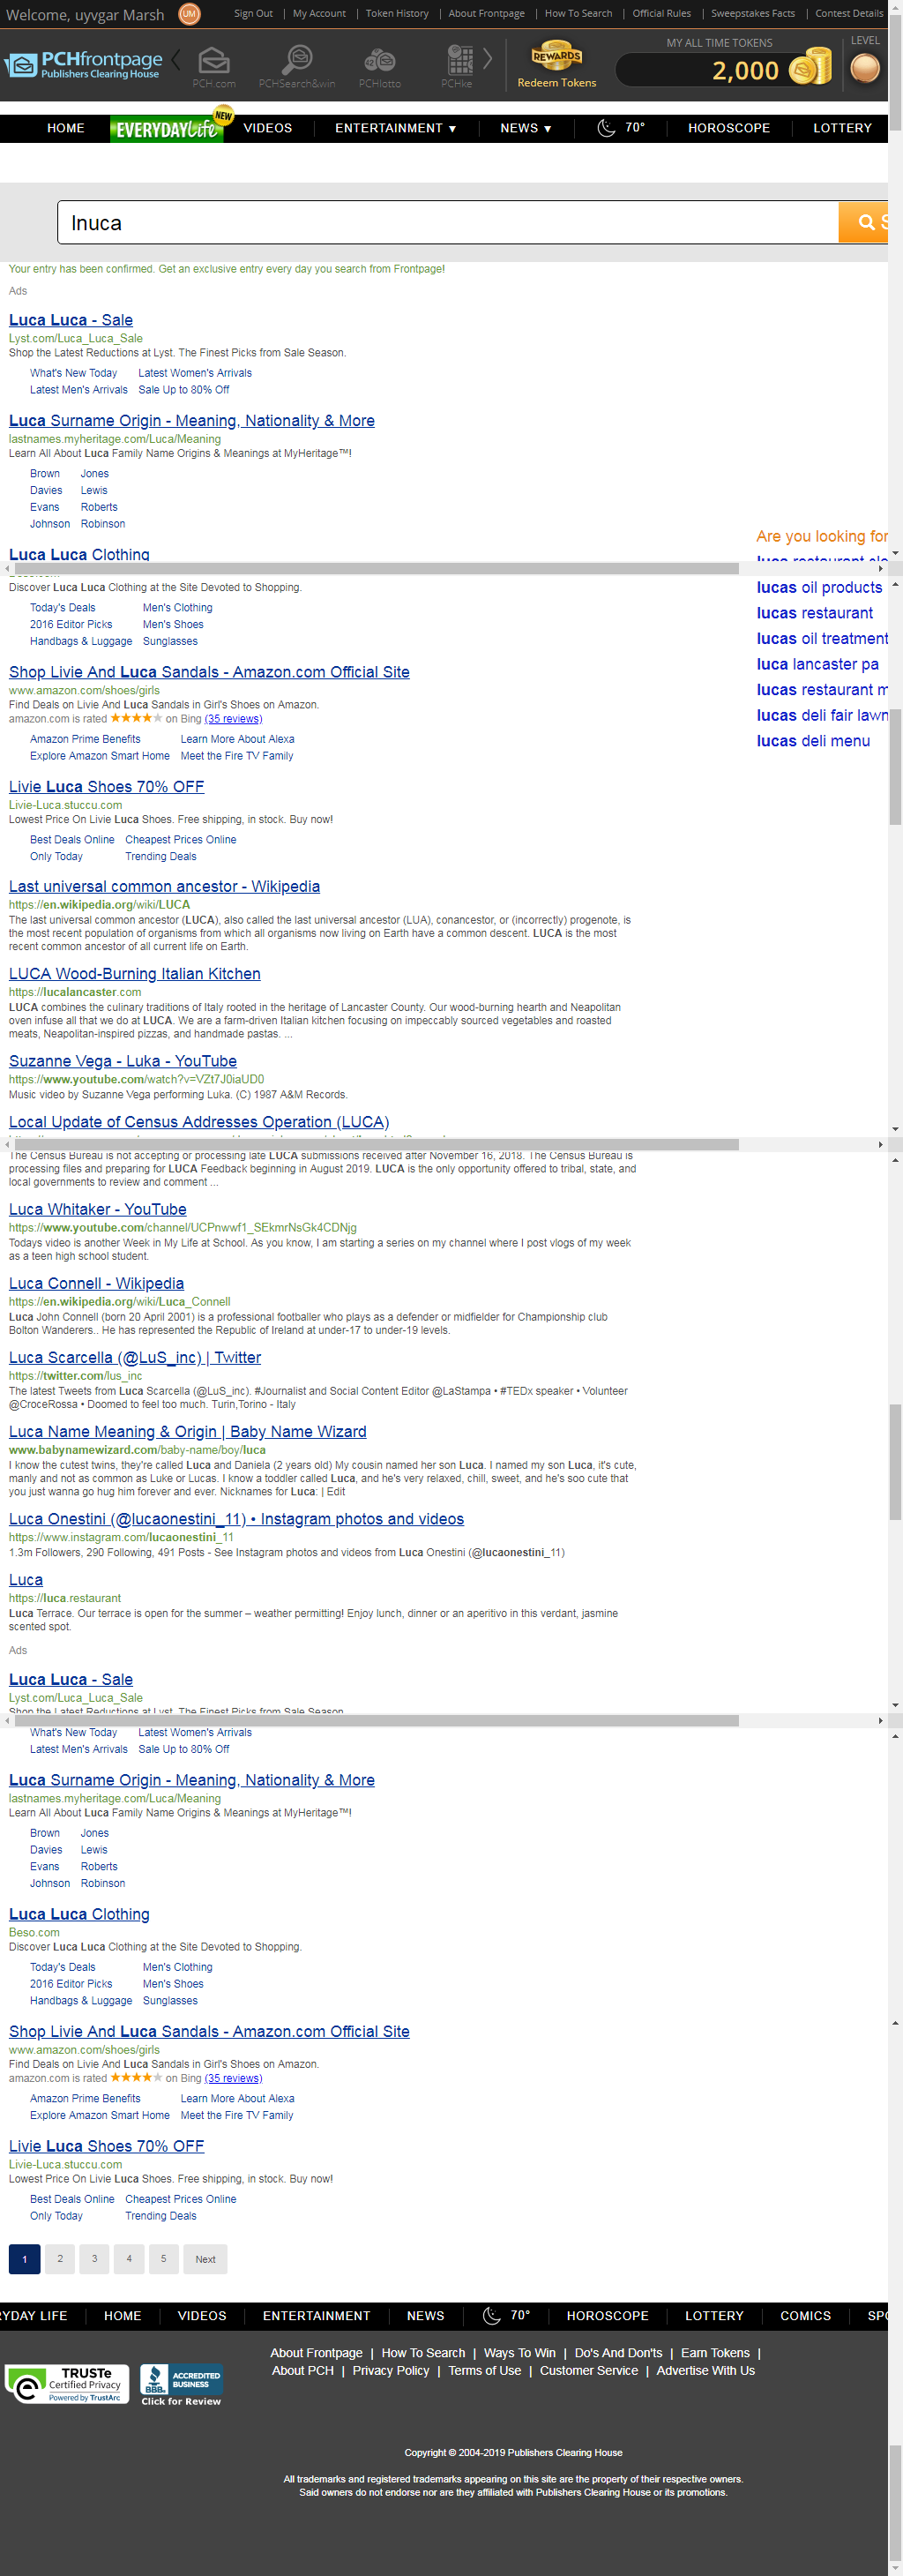 Welcome, uyvgar Marsh UM Sign Out | My Account | Token History | About Frontpage | How To Search | Official Rules | Sweepstakes Facts | Contest Details
PCHfrontpage
Publishers Clearing House
PCH.com PCHSearch&win PCHlotto PCHke
REWARDS
Redeem Tokens
MY ALL TIME TOKENS
2,000
LEVEL
HOME EVERYDAY Life NEW VIDEOS ENTERTAINMENT ▼ NEWS ▼ 70° HOROSCOPE LOTTERY
lnuca
S
Your entry has been confirmed. Get an exclusive entry every day you search from Frontpage!
Ads
Luca Luca - Sale
Lyst.com/Luca_Luca_Sale
Shop the Latest Reductions at Lyst. The Finest Picks from Sale Season.
What's New Today Latest Women's Arrivals
Latest Men's Arrivals Sale Up to 80% Off
Luca Surname Origin - Meaning, Nationality & More
lastnames.myheritage.com/Luca/Meaning
Learn All About Luca Family Name Origins & Meanings at MyHeritage™!
Brown Jones
Davies Lewis
Evans Roberts
Johnson Robinson
Luca Luca Clothing
Are you looking for
Discover Luca Luca Clothing at the Site Devoted to Shopping.
Today's Deals Men's Clothing
2016 Editor Picks Men's Shoes
Handbags & Luggage Sunglasses
lucas oil products
lucas restaurant
lucas oil treatment
luca lancaster pa
lucas restaurant m
lucas deli fair lawn
lucas deli menu
Shop Livie And Luca Sandals - Amazon.com Official Site
www.amazon.com/shoes/girls
Find Deals on Livie And Luca Sandals in Girl's Shoes on Amazon.
amazon.com is rated ★★★★★ on Bing (35 reviews)
Amazon Prime Benefits Learn More About Alexa
Explore Amazon Smart Home Meet the Fire TV Family
Livie Luca Shoes 70% OFF
Livie-Luca.stuccu.com
Lowest Price On Livie Luca Shoes. Free shipping, in stock. Buy now!
Best Deals Online Cheapest Prices Online
Only Today Trending Deals
Last universal common ancestor - Wikipedia
https://en.wikipedia.org/wiki/LUCA
The last universal common ancestor (LUCA), also called the last universal ancestor (LUA), conancestor, or (incorrectly) progenote, is
the most recent population of organisms from which all organisms now living on Earth have a common descent. LUCA is the most
recent common ancestor of all current life on Earth.
LUCA Wood-Burning Italian Kitchen
https://lucalancaster.com
LUCA combines the culinary traditions of Italy rooted in the heritage of Lancaster County. Our wood-burning hearth and Neapolitan
oven infuse all that we do at LUCA. We are a farm-driven Italian kitchen focusing on impeccably sourced vegetables and roasted
meats, Neapolitan-inspired pizzas, and handmade pastas. ...
Suzanne Vega - Luka - YouTube
https://www.youtube.com/watch?v=VZt7J0iaUD0
Music video by Suzanne Vega performing Luka. (C) 1987 A&M Records.
Local Update of Census Addresses Operation (LUCA)
The Census Bureau is not accepting or processing late LUCA submissions received after November 16, 2018. The Census Bureau is
processing files and preparing for LUCA Feedback beginning in August 2019. LUCA is the only opportunity offered to tribal, state, and
local governments to review and comment ...
Luca Whitaker - YouTube
https://www.youtube.com/channel/UCPnwwf1_SEkmrNsGk4CDNjg
Todays video is another Week in My Life at School. As you know, I am starting a series on my channel where I post vlogs of my week
as a teen high school student.
Luca Connell - Wikipedia
https://en.wikipedia.org/wiki/Luca_Connell
Luca John Connell (born 20 April 2001) is a professional footballer who plays as a defender or midfielder for Championship club
Bolton Wanderers.. He has represented the Republic of Ireland at under-17 to under-19 levels.
Luca Scarcella (@LuS_inc) | Twitter
https://twitter.com/lus_inc
The latest Tweets from Luca Scarcella (@LuS_inc). #Journalist and Social Content Editor @LaStampa • #TEDx speaker • Volunteer
@CroceRossa • Doomed to feel too much. Turin,Torino - Italy
Luca Name Meaning & Origin | Baby Name Wizard
www.babynamewizard.com/baby-name/boy/luca
I know the cutest twins, they're called Luca and Daniela (2 years old) My cousin named her son Luca. I named my son Luca, it's cute,
manly and not as common as Luke or Lucas. I know a toddler called Luca, and he's very relaxed, chill, sweet, and he's soo cute that
you just wanna go hug him forever and ever. Nicknames for Luca: | Edit
Luca Onestini (@lucaonestini_11) • Instagram photos and videos
https://www.instagram.com/lucaonestini_11
1.3m Followers, 290 Following, 491 Posts - See Instagram photos and videos from Luca Onestini (@lucaonestini_11)
Luca
https://luca.restaurant
Luca Terrace. Our terrace is open for the summer – weather permitting! Enjoy lunch, dinner or an aperitivo in this verdant, jasmine
scented spot.
Ads
Luca Luca - Sale
Lyst.com/Luca_Luca_Sale
Shop the Latest Reductions at Lyst. The Finest Picks from Sale Season.
What's New Today Latest Women's Arrivals
Latest Men's Arrivals Sale Up to 80% Off
Luca Surname Origin - Meaning, Nationality & More
lastnames.myheritage.com/Luca/Meaning
Learn All About Luca Family Name Origins & Meanings at MyHeritage™!
Brown Jones
Davies Lewis
Evans Roberts
Johnson Robinson
Luca Luca Clothing
Beso.com
Discover Luca Luca Clothing at the Site Devoted to Shopping.
Today's Deals Men's Clothing
2016 Editor Picks Men's Shoes
Handbags & Luggage Sunglasses
Shop Livie And Luca Sandals - Amazon.com Official Site
www.amazon.com/shoes/girls
Find Deals on Livie And Luca Sandals in Girl's Shoes on Amazon.
amazon.com is rated ★★★★★ on Bing (35 reviews)
Amazon Prime Benefits Learn More About Alexa
Explore Amazon Smart Home Meet the Fire TV Family
Livie Luca Shoes 70% OFF
Livie-Luca.stuccu.com
Lowest Price On Livie Luca Shoes. Free shipping, in stock. Buy now!
Best Deals Online Cheapest Prices Online
Only Today Trending Deals
1 2 3 4 5 Next
RYDAY LIFE HOME VIDEOS ENTERTAINMENT NEWS 70° HOROSCOPE LOTTERY COMICS SPO
About Frontpage | How To Search | Ways To Win | Do's And Don'ts | Earn Tokens |
About PCH | Privacy Policy | Terms of Use | Customer Service | Advertise With Us
TRUSTe
Certified Privacy
Powered by TrustArc
BBB. ACCREDITED BUSINESS
Click for Review
Copyright © 2004-2019 Publishers Clearing House
All trademarks and registered trademarks appearing on this site are the property of their respective owners.
Said owners do not endorse nor are they affiliated with Publishers Clearing House or its promotions.